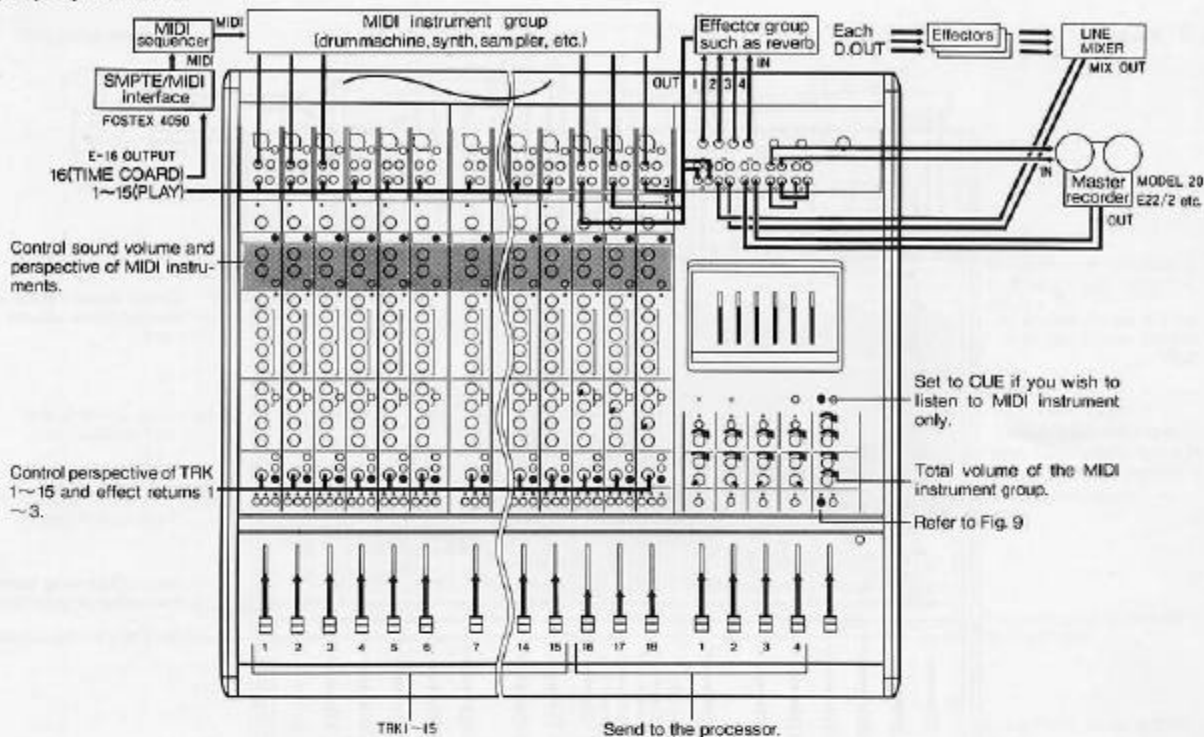 MIDI
sequencer
MIDI
MIDI
SMPTE/MIDI
interface
FOSTEX 4050
E-16 OUTPUT
16(TIME COARD)
1~15(PLAY)
MIDI instrument group
(drummachine, synth, sampler, etc.)
Effector group
such as reverb
Each
D.OUT
Effectors
LINE
MIXER
MIX OUT
OUT 1 2 3 4
IN
IN
Master
recorder
MODEL 20
E22/2 etc.
OUT
Control sound volume and
perspective of MIDI instru-
ments.
Set to CUE if you wish to
listen to MIDI instrument
only.
Control perspective of TRK
1~15 and effect returns 1
~3.
Total volume of the MIDI
instrument group.
Refer to Fig. 9
1 2 3 4 5 6 7 14 15 16 17 18 1 2 3 4
TRK1~15
Send to the processor.